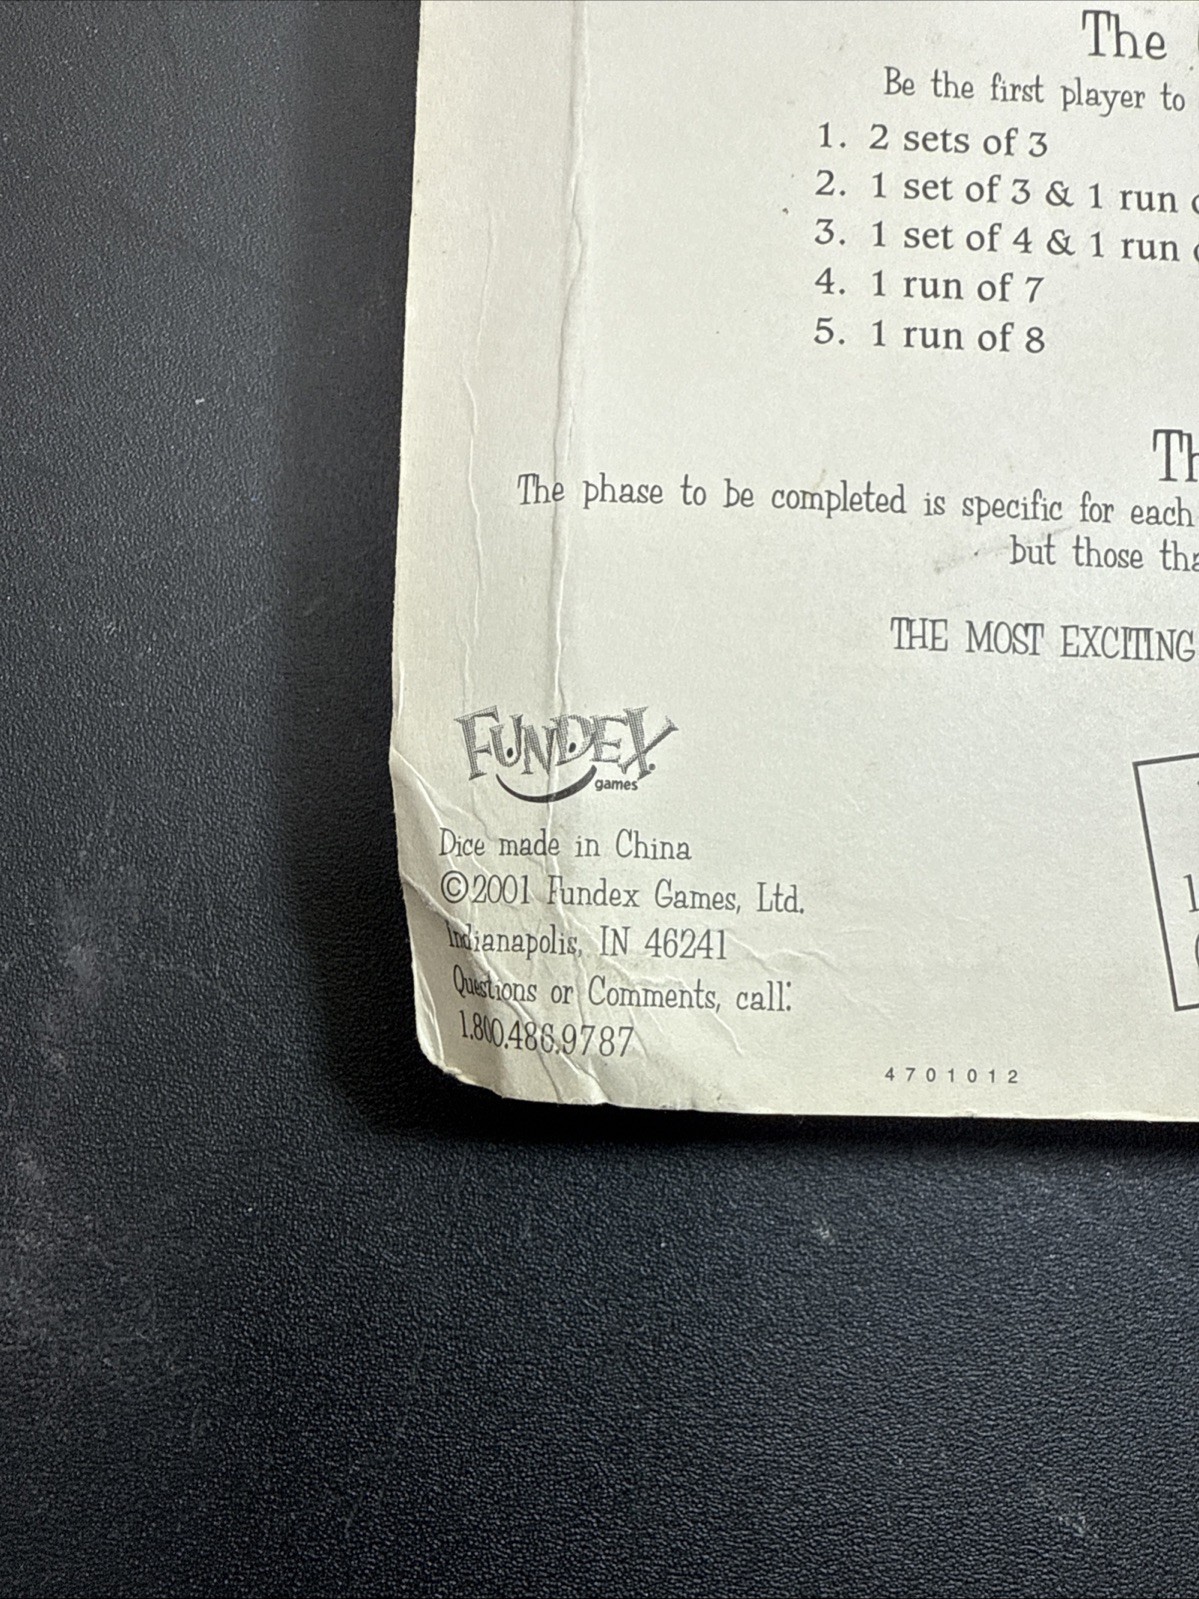 The
Be the first player to
1. 2 sets of 3
2. 1 set of 3 & 1 run
3. 1 set of 4 & 1 run
4. 1 run of 7
5. 1 run of 8
The phase to be completed is specific for each
but those
THE MOST EXCITING
FUNDEX
games
Dice made in China
©2001 Fundex Games, Ltd.
Indianapolis, IN 46241
Questions or Comments, call:
1.800.486.9787
4701012